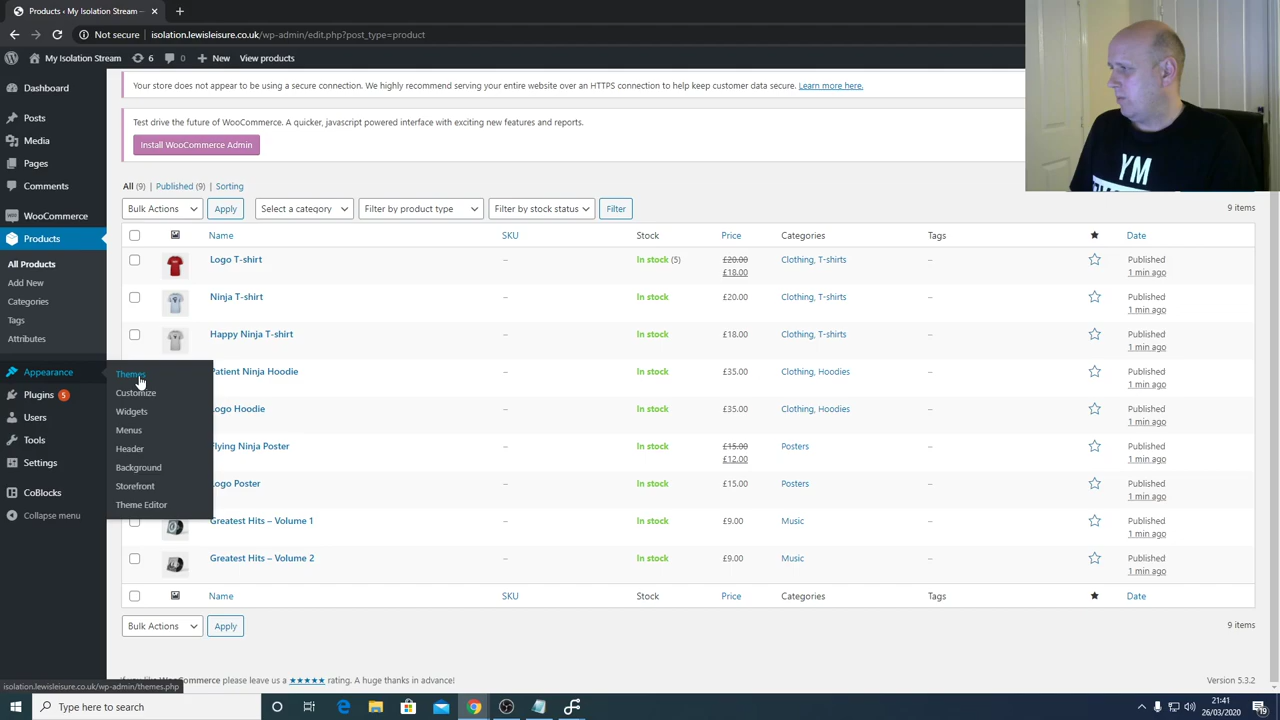 Products ‹ My Isolation Stream —
Not secure | isolation.lewisleisure.co.uk/wp-admin/edit.php?post_type=product
My Isolation Stream 6 0 New View products
Dashboard
Posts
Media
Pages
Comments
WooCommerce
Products
All Products
Add New
Categories
Tags
Attributes
Appearance
Plugins 5
Users
Tools
Settings
CoBlocks
Collapse menu
Themes
Customize
Widgets
Menus
Header
Background
Storefront
Theme Editor
Your store does not appear to be using a secure connection. We highly recommend serving your entire website over an HTTPS connection to help keep customer data secure. Learn more here.
Test drive the future of WooCommerce. A quicker, javascript powered interface with exciting new features and reports.
Install WooCommerce Admin
All (9) | Published (9) | Sorting
Bulk Actions Apply Select a category Filter by product type Filter by stock status Filter 9 items
Name SKU Stock Price Categories Tags Date
Logo T-shirt – In stock (5) £20.00 £18.00 Clothing, T-shirts – Published 1 min ago
Ninja T-shirt – In stock £20.00 Clothing, T-shirts – Published 1 min ago
Happy Ninja T-shirt – In stock £18.00 Clothing, T-shirts – Published 1 min ago
Patient Ninja Hoodie – In stock £35.00 Clothing, Hoodies – Published 1 min ago
Logo Hoodie – In stock £35.00 Clothing, Hoodies – Published 1 min ago
Flying Ninja Poster – In stock £15.00 £12.00 Posters – Published 1 min ago
Logo Poster – In stock £15.00 Posters – Published 1 min ago
Greatest Hits – Volume 1 – In stock £9.00 Music – Published 1 min ago
Greatest Hits – Volume 2 – In stock £9.00 Music – Published 1 min ago
Name SKU Stock Price Categories Tags Date
Bulk Actions Apply 9 items
WooCommerce please leave us a ★★★★★ rating. A huge thanks in advance! Version 5.3.2
isolation.lewisleisure.co.uk/wp-admin/themes.php
Type here to search
21:41
26/03/2020
19
YM